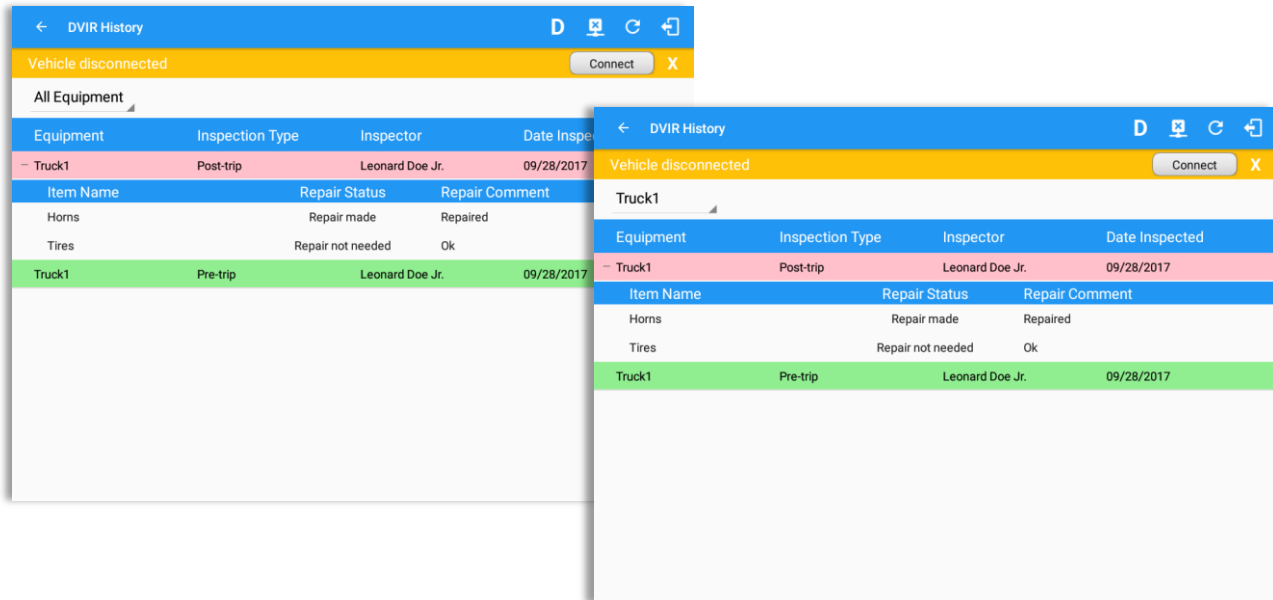 DVIR History D
Vehicle disconnected Connect X
All Equipment
Equipment Inspection Type Inspector Date Inspe
− Truck1 Post-trip Leonard Doe Jr. 09/28/2017
Item Name Repair Status Repair Comment
Horns Repair made Repaired
Tires Repair not needed Ok
Truck1 Pre-trip Leonard Doe Jr. 09/28/2017
DVIR History D
Vehicle disconnected Connect X
Truck1
Equipment Inspection Type Inspector Date Inspected
− Truck1 Post-trip Leonard Doe Jr. 09/28/2017
Item Name Repair Status Repair Comment
Horns Repair made Repaired
Tires Repair not needed Ok
Truck1 Pre-trip Leonard Doe Jr. 09/28/2017